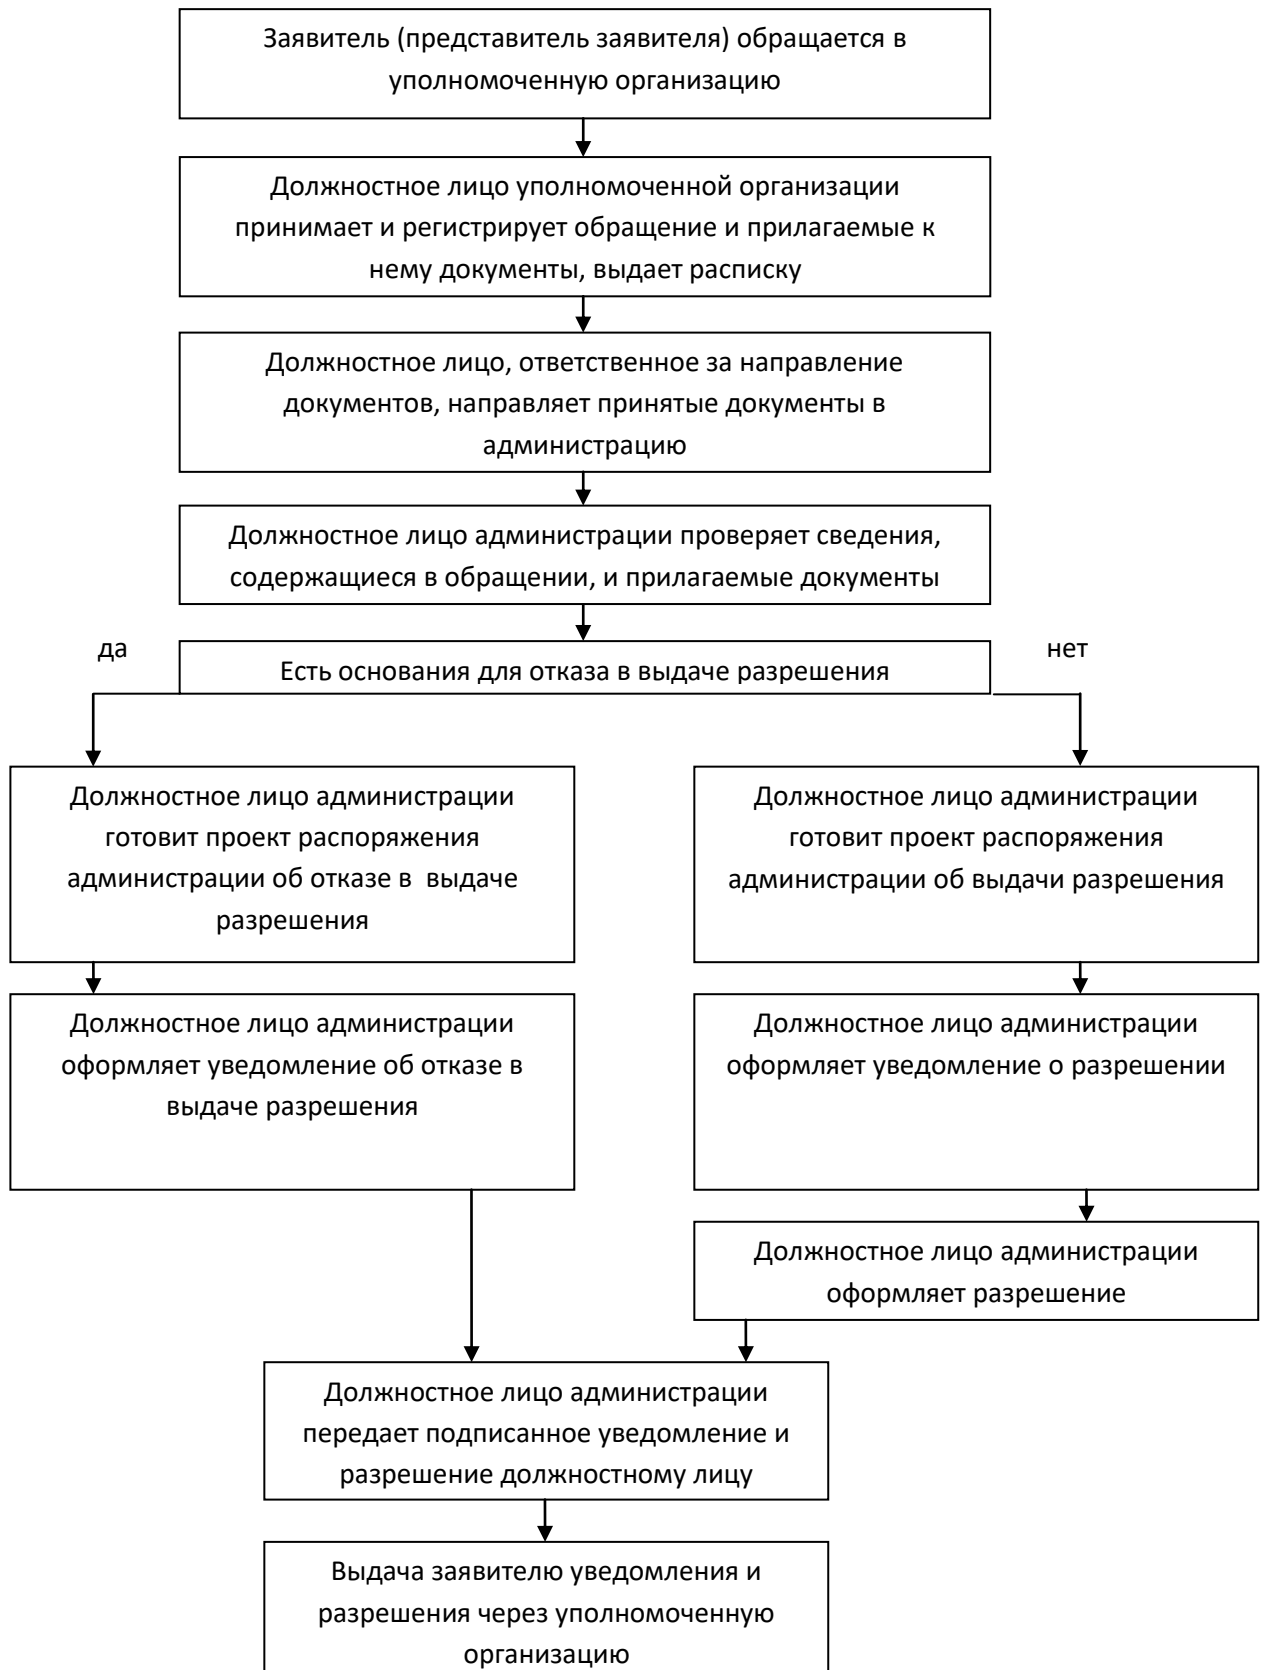 Заявитель (представитель заявителя) обращается в
уполномоченную организацию
Должностное лицо уполномоченной организации
принимает и регистрирует обращение и прилагаемые к
нему документы, выдает расписку
Должностное лицо, ответственное за направление
документов, направляет принятые документы в
администрацию
Должностное лицо администрации проверяет сведения,
содержащиеся в обращении, и прилагаемые документы
да
Есть основания для отказа в выдаче разрешения
нет
Должностное лицо администрации
готовит проект распоряжения
администрации об отказе в  выдаче
разрешения
Должностное лицо администрации
готовит проект распоряжения
администрации об выдачи разрешения
Должностное лицо администрации
оформляет уведомление об отказе в
выдаче разрешения
Должностное лицо администрации
оформляет уведомление о разрешении
Должностное лицо администрации
оформляет разрешение
Должностное лицо администрации
передает подписанное уведомление и
разрешение должностному лицу
Выдача заявителю уведомления и
разрешения через уполномоченную
организацию